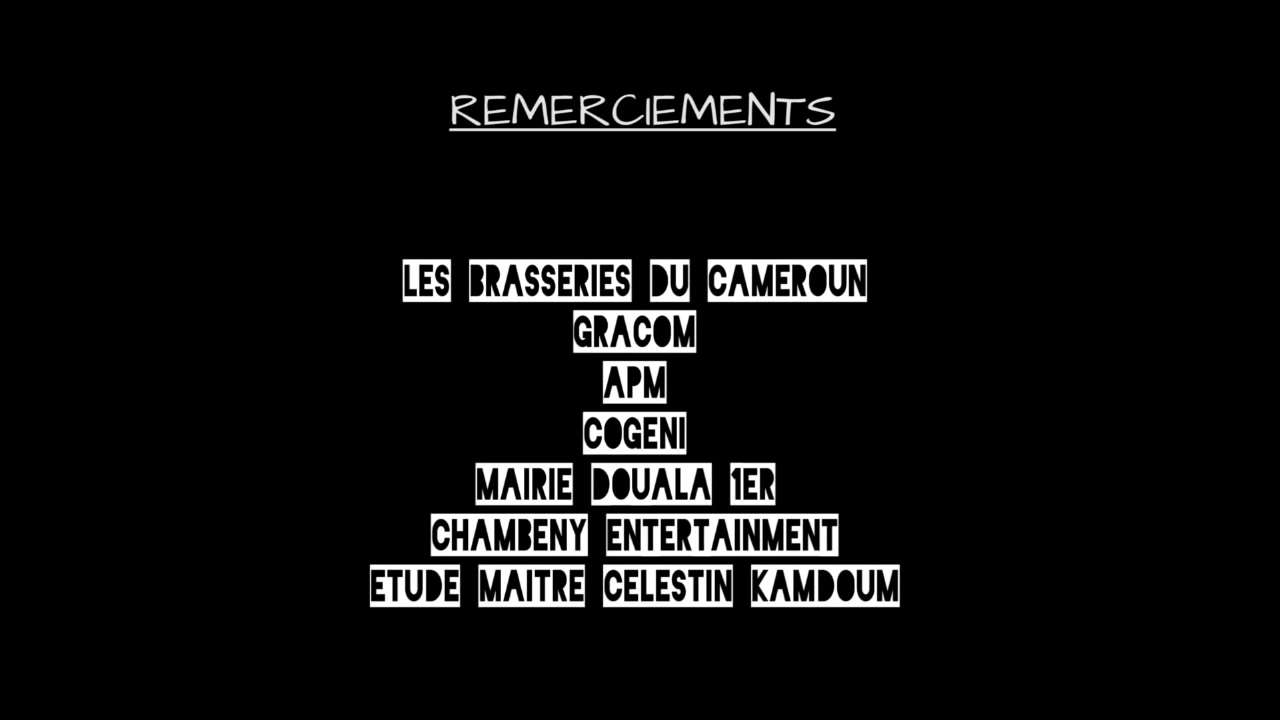 REMERCIEMENTS
LES BRASSERIES DU CAMEROUN
GRACOM
APM
COGENI
MAIRIE DOUALA 1ER
CHAMBENY ENTERTAINMENT
ETUDE MAITRE CELESTIN KAMDOUM